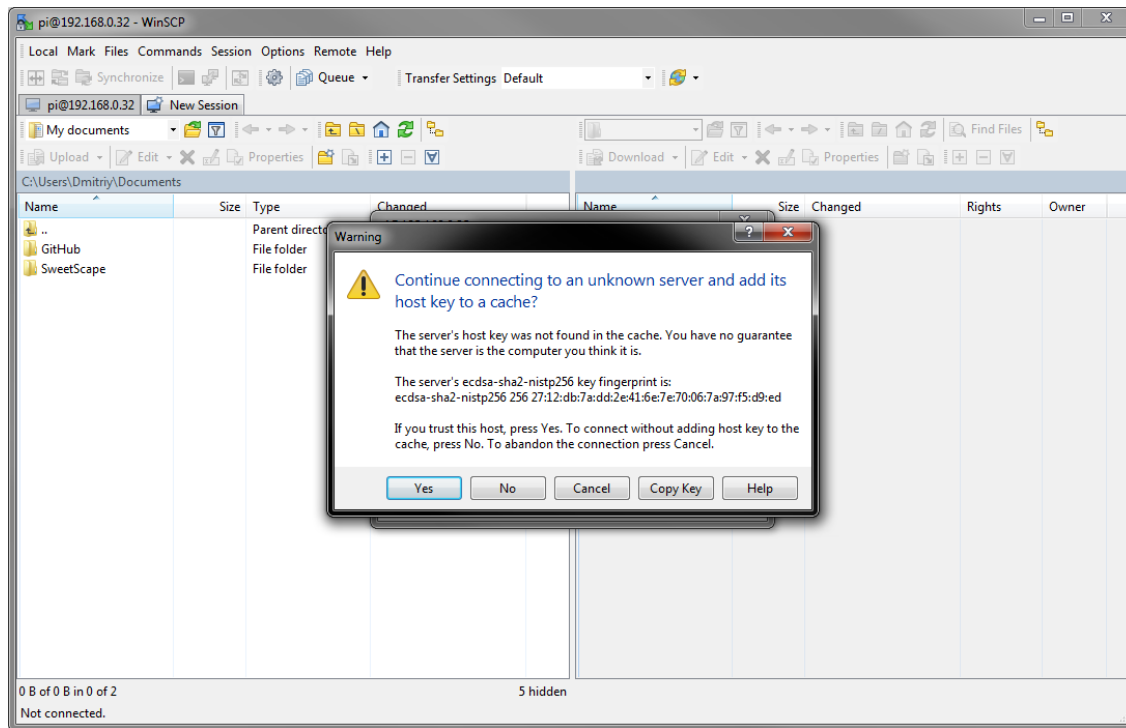 pi@192.168.0.32 - WinSCP
Local Mark Files Commands Session Options Remote Help
Synchronize Queue Transfer Settings Default
pi@192.168.0.32 New Session
My documents Find Files
Upload Edit Properties Download Edit Properties
C:\Users\Dmitriy\Documents
Name Size Type Changed Name Size Changed Rights Owner
.. Parent directo
GitHub File folder
SweetScape File folder
Warning
Continue connecting to an unknown server and add its
host key to a cache?
The server's host key was not found in the cache. You have no guarantee
that the server is the computer you think it is.
The server's ecdsa-sha2-nistp256 key fingerprint is:
ecdsa-sha2-nistp256 256 27:12:db:7a:dd:2e:41:6e:7e:70:06:7a:97:f5:d9:ed
If you trust this host, press Yes. To connect without adding host key to the
cache, press No. To abandon the connection press Cancel.
Yes No Cancel Copy Key Help
0 B of 0 B in 0 of 2 5 hidden
Not connected.